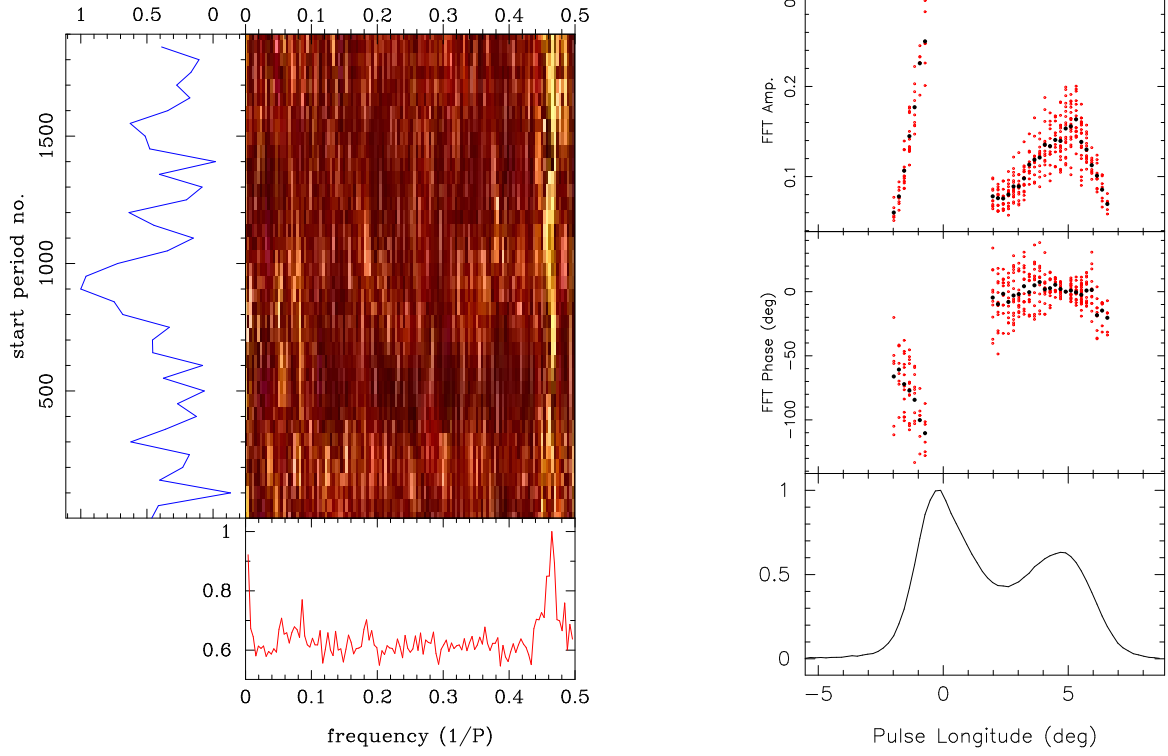 1 0.5 0
0 0.1 0.2 0.3 0.4 0.5
start period no.
500 1000 1500
1
0.8
0.6
0 0.1 0.2 0.3 0.4 0.5
frequency (1/P)
FFT Amp.
0.1 0.2
FFT Phase (deg)
−100 −50 0
1
0.5
0
−5 0 5
Pulse Longitude (deg)